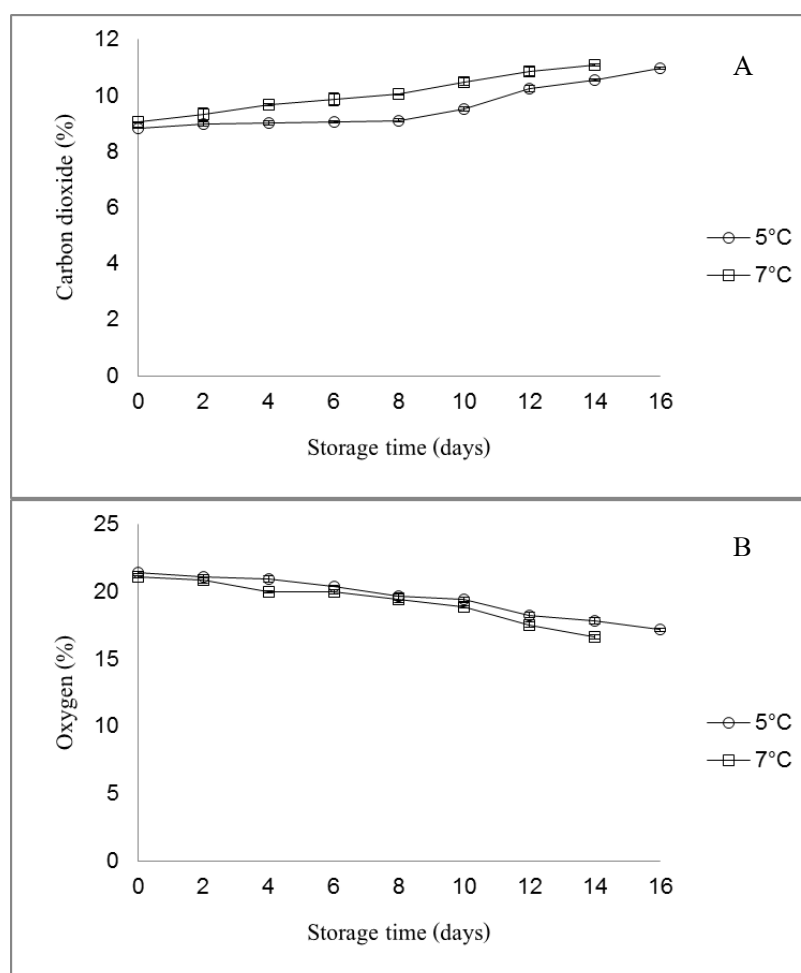 A
Carbon dioxide (%)
12
10
8
6
4
2
0
0 2 4 6 8 10 12 14 16
Storage time (days)
5°C
7°C
B
Oxygen (%)
25
20
15
10
5
0
0 2 4 6 8 10 12 14 16
Storage time (days)
5°C
7°C